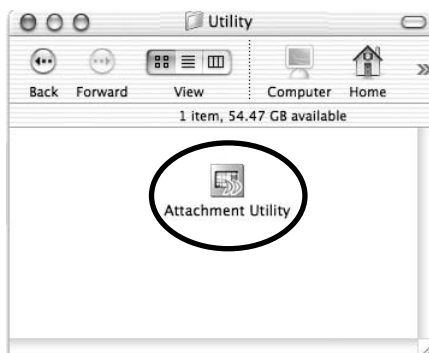 Utility
Back Forward View Computer Home
1 item, 54.47 GB available
Attachment Utility